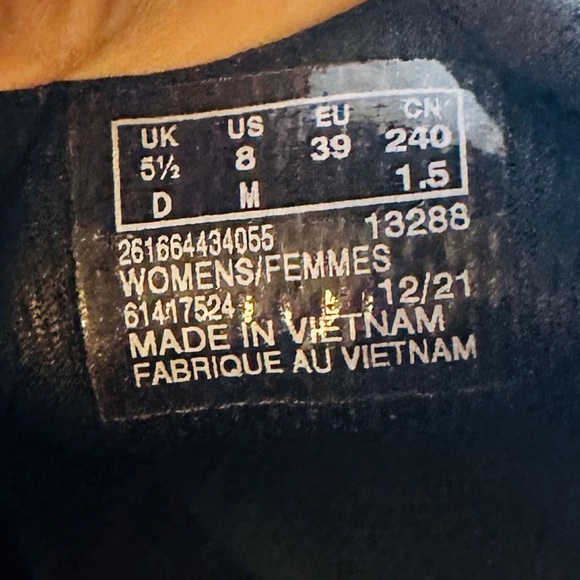 UK US EU CN
5½ 8 39 240
D M 1.5
261664434055 13288
WOMENS/FEMMES
61417524 12/21
MADE IN VIETNAM
FABRIQUE AU VIETNAM